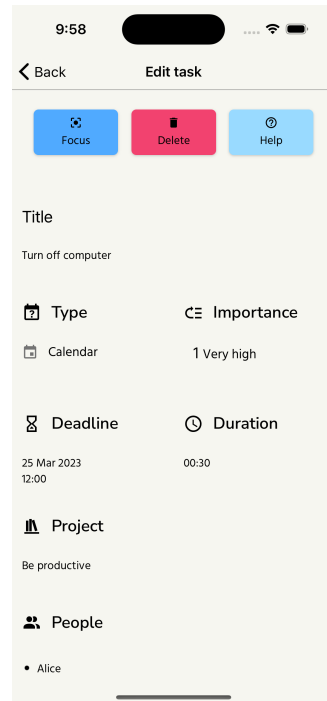 9:58
Back
Edit task
Focus
Delete
Help
Title
Turn off computer
Type
Importance
Calendar
1 Very high
Deadline
Duration
25 Mar 2023
12:00
00:30
Project
Be productive
People
• Alice